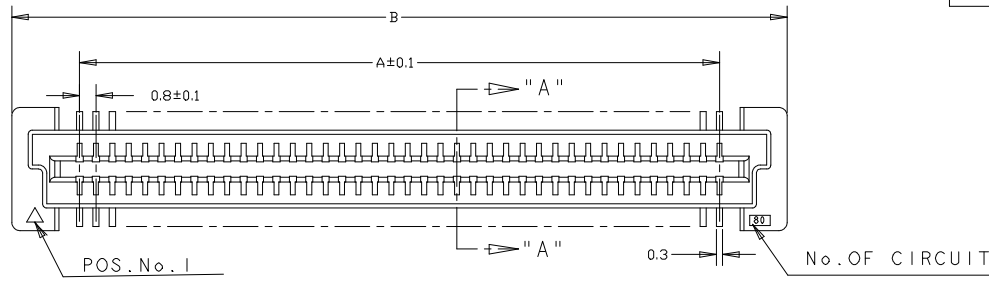 B
A±0.1
0.8±0.1
"A"
80
"A"
0.3
POS.No.1
No.OF CIRCUIT